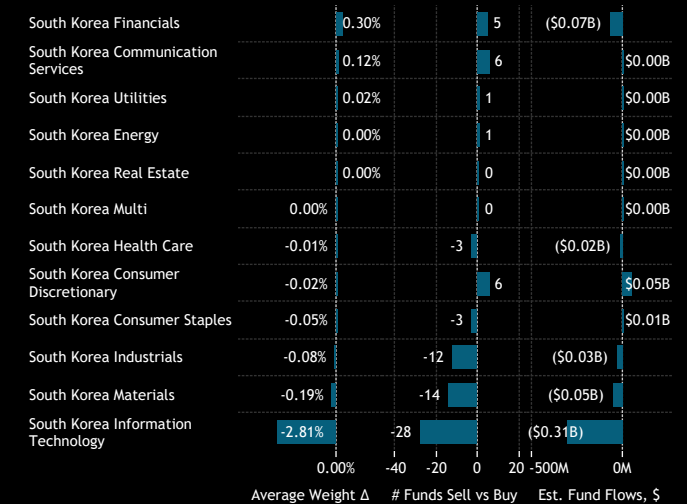 South Korea Financials 0.30% 5 ($0.07B)
South Korea Communication
Services 0.12% 6 $0.00B
South Korea Utilities 0.02% 1 $0.00B
South Korea Energy 0.00% 1 $0.00B
South Korea Real Estate 0.00% 0 $0.00B
South Korea Multi 0.00% 0 $0.00B
South Korea Health Care -0.01% -3 ($0.02B)
South Korea Consumer
Discretionary -0.02% 6 $0.05B
South Korea Consumer Staples -0.05% -3 $0.01B
South Korea Industrials -0.08% -12 ($0.03B)
South Korea Materials -0.19% -14 ($0.05B)
South Korea Information
Technology -2.81% -28 ($0.31B)
0.00% -40 -20 0 20 -500M 0M
Average Weight Δ # Funds Sell vs Buy Est. Fund Flows, $